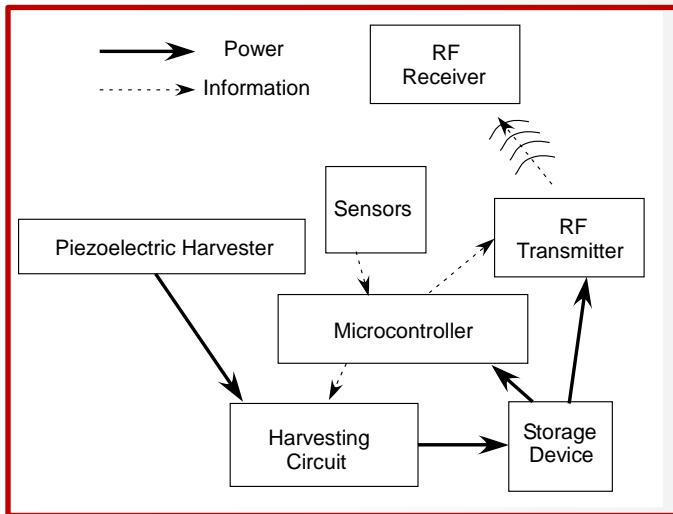 Power
Information
RF
Receiver
Sensors
RF
Transmitter
Piezoelectric Harvester
Microcontroller
Harvesting
Circuit
Storage
Device